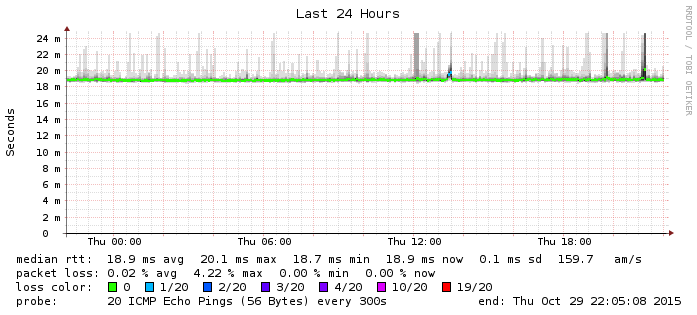 Last 24 Hours
RRDTOOL / TOBI OETIKER
Seconds
24 m
22 m
20 m
18 m
16 m
14 m
12 m
10 m
8 m
6 m
4 m
2 m
0
Thu 00:00 Thu 06:00 Thu 12:00 Thu 18:00
median rtt: 18.9 ms avg 20.1 ms max 18.7 ms min 18.9 ms now 0.1 ms sd 159.7 am/s
packet loss: 0.02 % avg 4.22 % max 0.00 % min 0.00 % now
loss color: 0 1/20 2/20 3/20 4/20 10/20 19/20
probe: 20 ICMP Echo Pings (56 Bytes) every 300s end: Thu Oct 29 22:05:08 2015